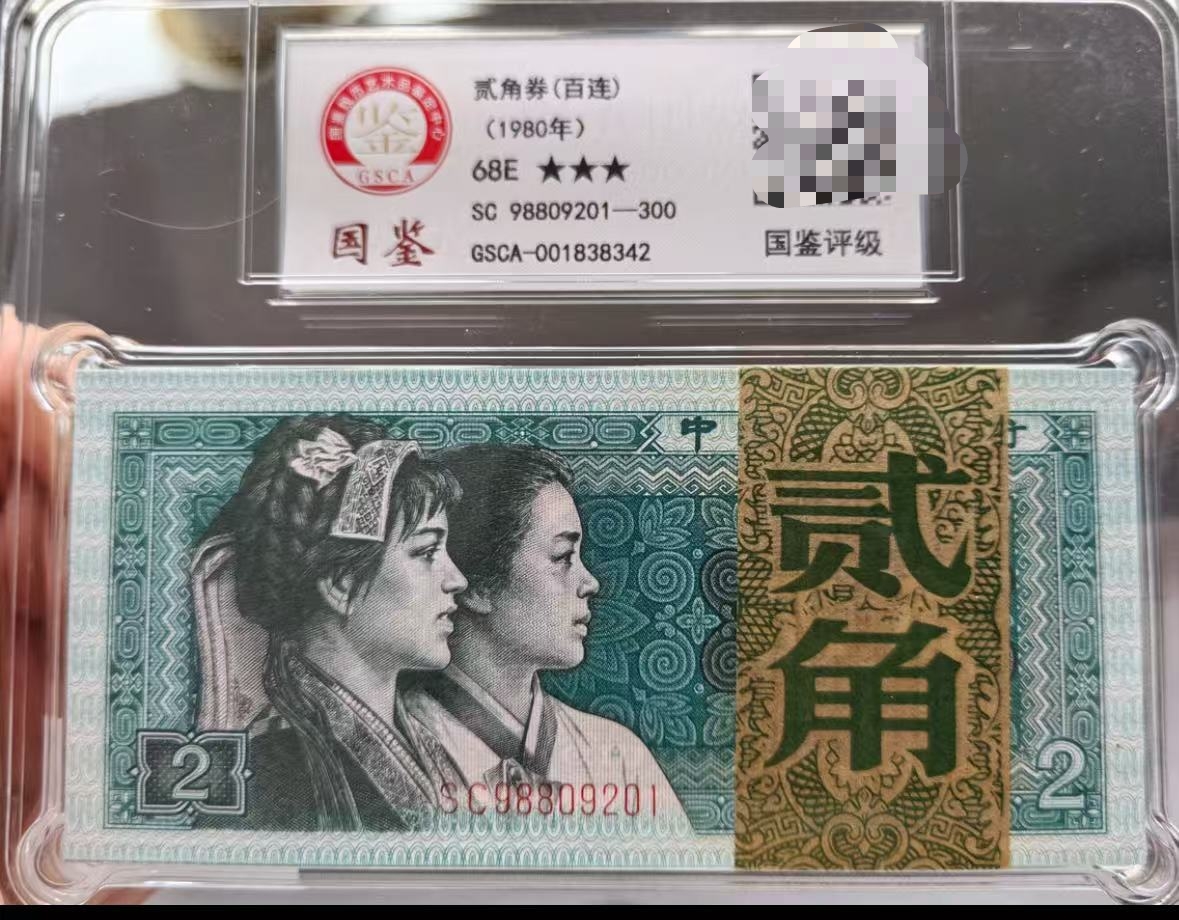 鉴
GSCA
国鉴
贰角券(百连)
（1980年）
68E ★★★
SC 98809201—300
GSCA-001838342
国鉴评级
中
贰
角
2
SC98809201
2